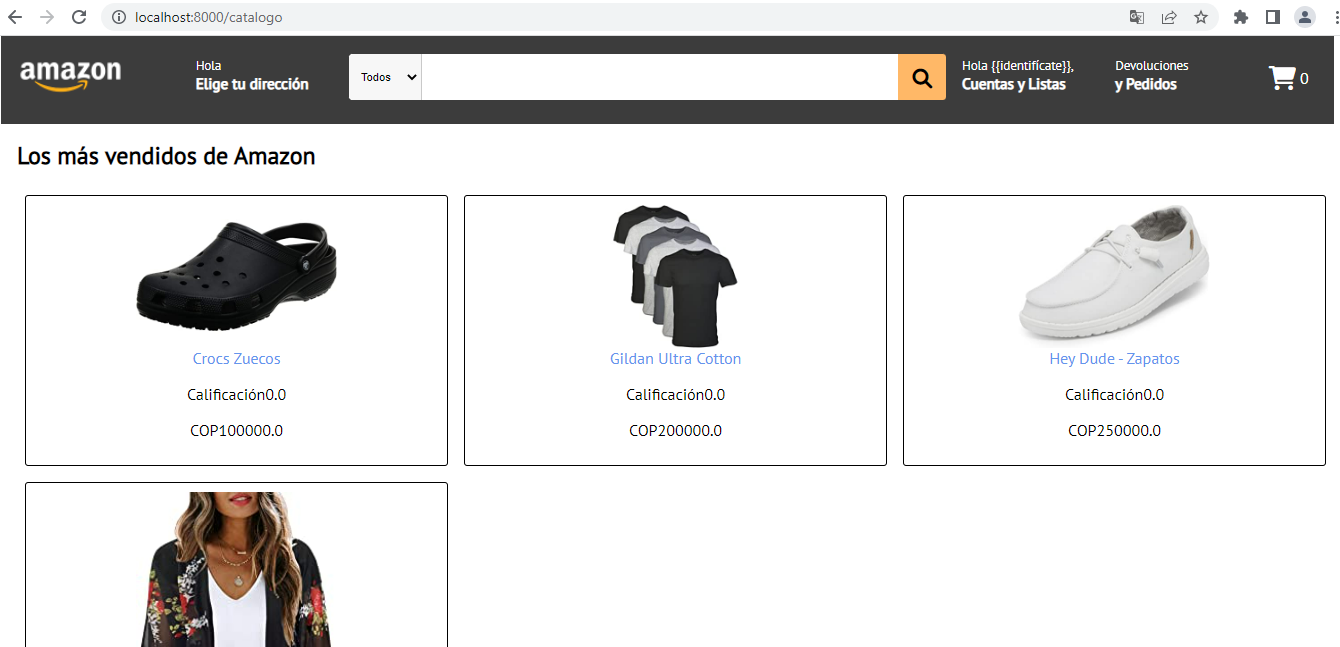 localhost:8000/catalogo
amazon
Hola
Elige tu dirección
Todos
Hola {{identifícate}},
Cuentas y Listas
Devoluciones
y Pedidos
0
Los más vendidos de Amazon
Crocs Zuecos
Calificación0.0
COP100000.0
Gildan Ultra Cotton
Calificación0.0
COP200000.0
Hey Dude - Zapatos
Calificación0.0
COP250000.0